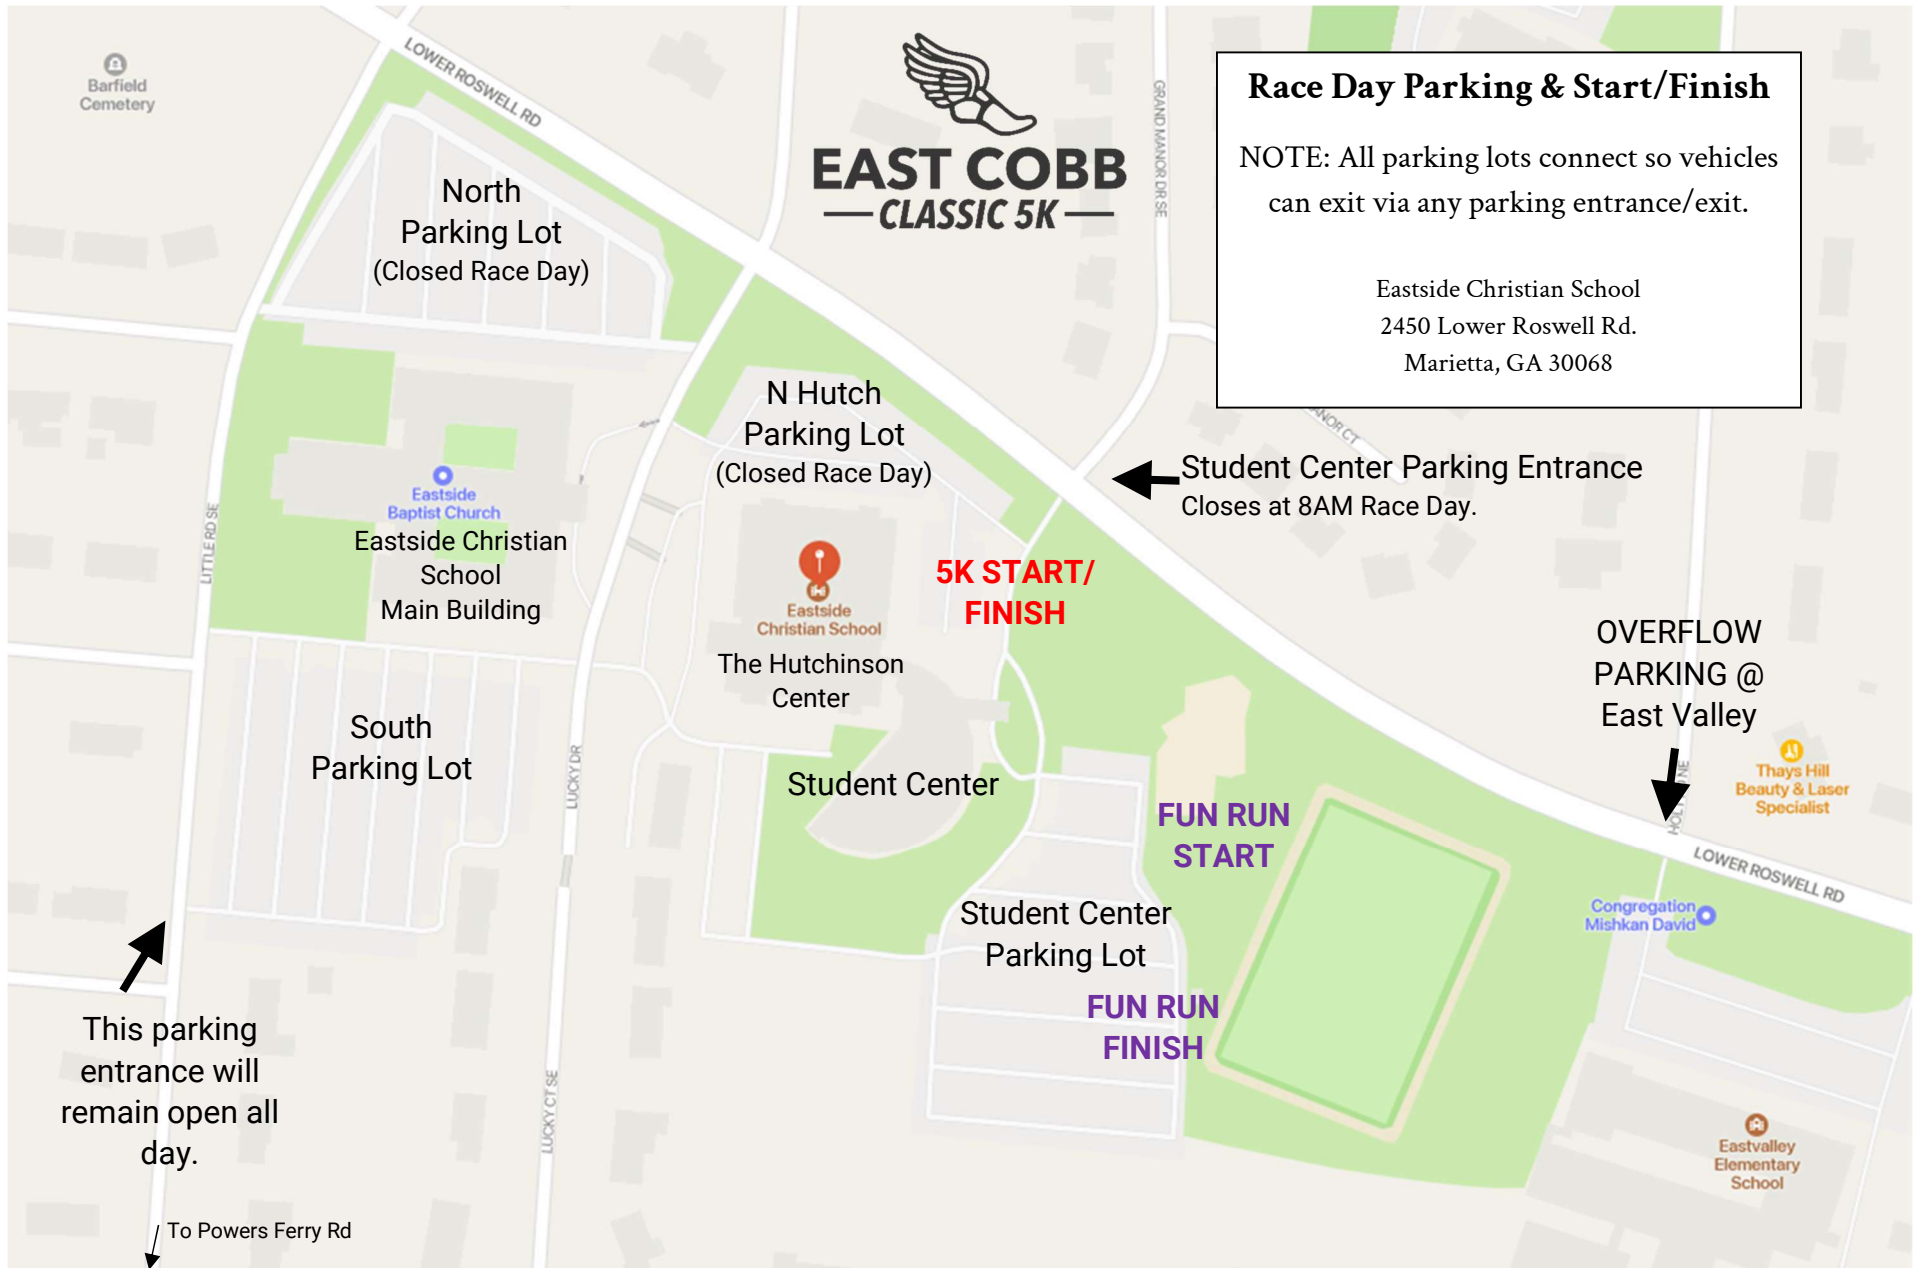 Barfield
Cemetery
LOWER ROSWELL RD
EAST COBB
CLASSIC 5K
GRAND MANOR DR SE
Race Day Parking & Start/Finish
NOTE: All parking lots connect so vehicles
can exit via any parking entrance/exit.
Eastside Christian School
2450 Lower Roswell Rd.
Marietta, GA 30068
North
Parking Lot
(Closed Race Day)
N Hutch
Parking Lot
(Closed Race Day)
ANOR CT
Student Center Parking Entrance
Closes at 8AM Race Day.
Eastside
Baptist Church
Eastside Christian
School
Main Building
LITTLE RD SE
Eastside
Christian School
The Hutchinson
Center
5K START/
FINISH
OVERFLOW
PARKING @
East Valley
South
Parking Lot
LUCKY DR
Student Center
FUN RUN
START
Thays Hill
Beauty & Laser
Specialist
LOWER ROSWELL RD
Congregation
Mishkan David
Student Center
Parking Lot
FUN RUN
FINISH
This parking
entrance will
remain open all
day.
LUCKY CT SE
Eastvalley
Elementary
School
To Powers Ferry Rd